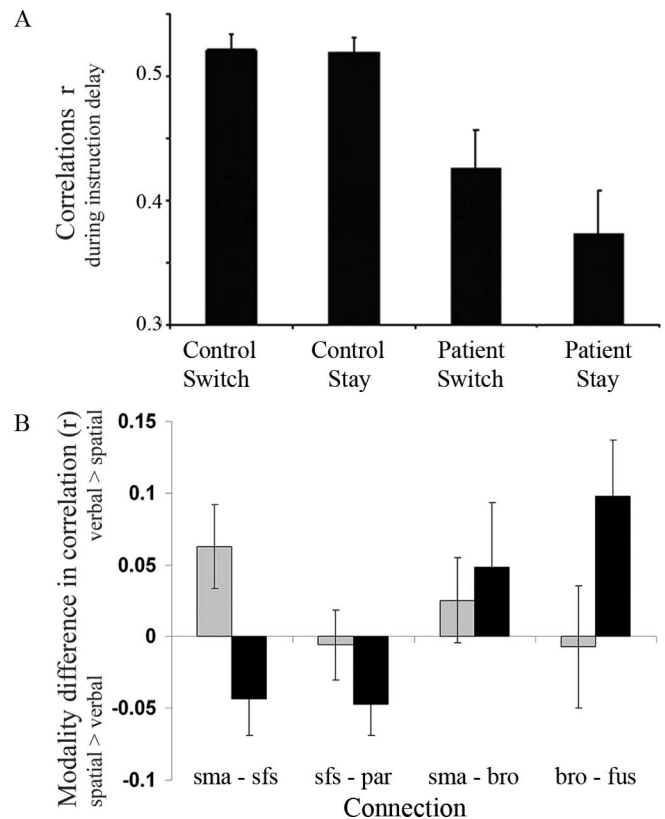 A
Correlations r
during instruction delay
0.5
0.4
0.3
Control
Switch
Control
Stay
Patient
Switch
Patient
Stay
B
Modality difference in correlation (r)
spatial > verbal
verbal > spatial
0.15
0.1
0.05
0
-0.05
-0.1
sma - sfs
sfs - par
sma - bro
bro - fus
Connection